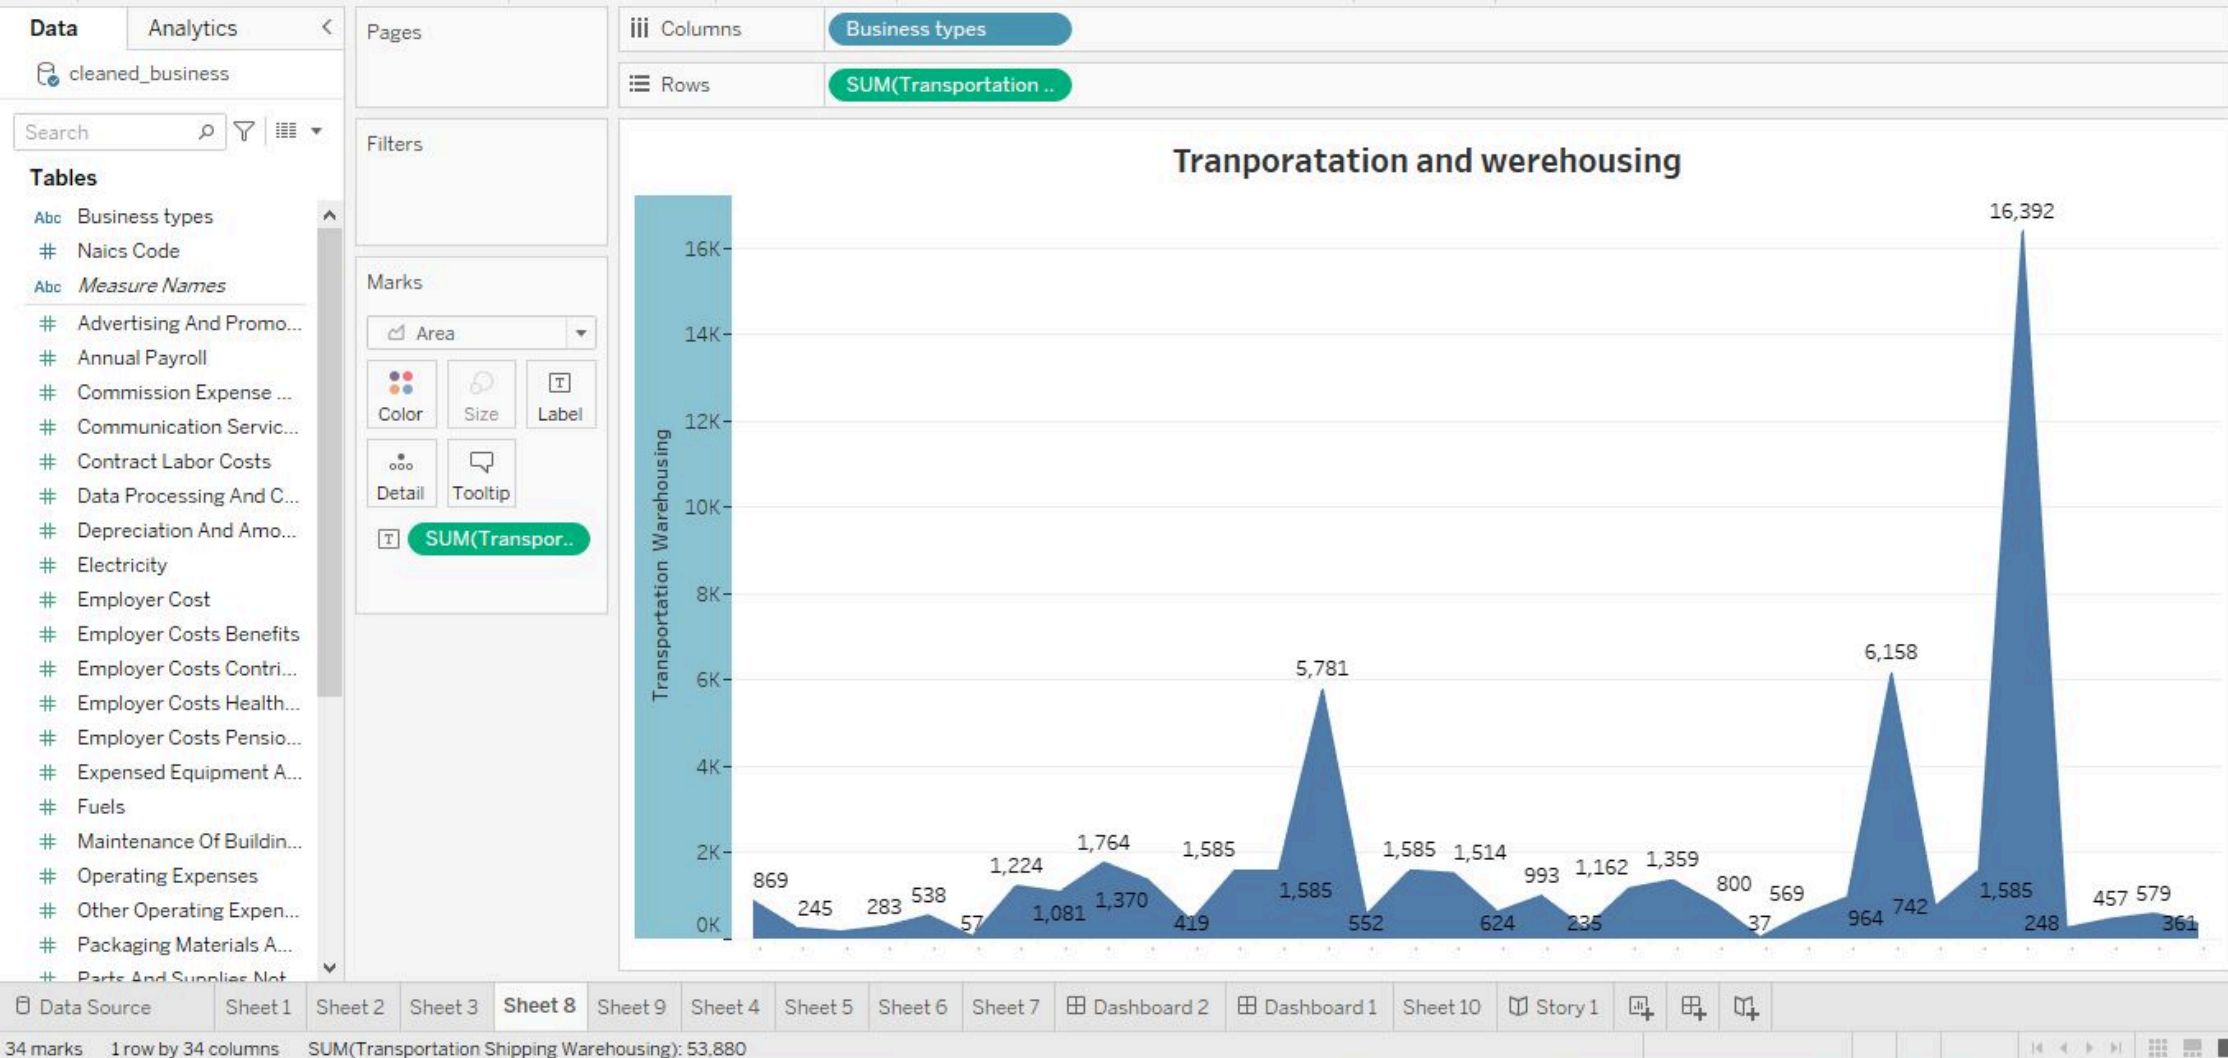 Data
Analytics
cleaned_business
Search
Tables
Abc Business types
# Naics Code
Abc Measure Names
# Advertising And Promo...
# Annual Payroll
# Commission Expense ...
# Communication Servic...
# Contract Labor Costs
# Data Processing And C...
# Depreciation And Amo...
# Electricity
# Employer Cost
# Employer Costs Benefits
# Employer Costs Contri...
# Employer Costs Health...
# Employer Costs Pensio...
# Expensed Equipment A...
# Fuels
# Maintenance Of Buildin...
# Operating Expenses
# Other Operating Expen...
# Packaging Materials A...
# Parts And Supplies Not
Pages
Filters
Marks
Area
Color Size Label
Detail Tooltip
SUM(Transpor..
Columns Business types
Rows SUM(Transportation ..
Tranporatation and werehousing
Transportation Warehousing
16K
14K
12K
10K
8K
6K
4K
2K
0K
869
245
283
538
57
1,224
1,081
1,764
1,370
419
1,585
1,585
5,781
552
1,585
1,514
624
993
235
1,162
1,359
800
37
569
964
6,158
742
1,585
16,392
248
457
579
361
Data Source Sheet 1 Sheet 2 Sheet 3 Sheet 8 Sheet 9 Sheet 4 Sheet 5 Sheet 6 Sheet 7 Dashboard 2 Dashboard 1 Sheet 10 Story 1
34 marks 1 row by 34 columns SUM(Transportation Shipping Warehousing): 53,880